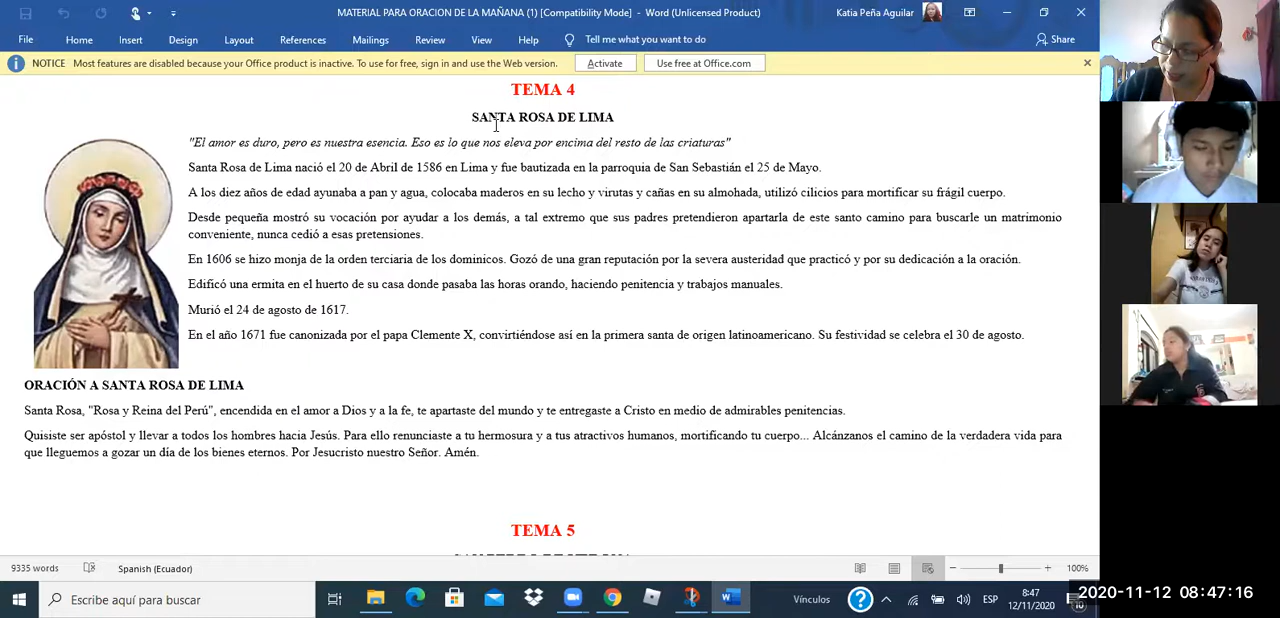 MATERIAL PARA ORACION DE LA MAÑANA (1) [Compatibility Mode] - Word (Unlicensed Product)
Katia Peña Aguilar
File Home Insert Design Layout References Mailings Review View Help Tell me what you want to do Share
NOTICE Most features are disabled because your Office product is inactive. To use for free, sign in and use the Web version. Activate Use free at Office.com
TEMA 4
SANTA ROSA DE LIMA
"El amor es duro, pero es nuestra esencia. Eso es lo que nos eleva por encima del resto de las criaturas"
Santa Rosa de Lima nació el 20 de Abril de 1586 en Lima y fue bautizada en la parroquia de San Sebastián el 25 de Mayo.
A los diez años de edad ayunaba a pan y agua, colocaba maderos en su lecho y virutas y cañas en su almohada, utilizó cilicios para mortificar su frágil cuerpo.
Desde pequeña mostró su vocación por ayudar a los demás, a tal extremo que sus padres pretendieron apartarla de este santo camino para buscarle un matrimonio
conveniente, nunca cedió a esas pretensiones.
En 1606 se hizo monja de la orden terciaria de los dominicos. Gozó de una gran reputación por la severa austeridad que practicó y por su dedicación a la oración.
Edificó una ermita en el huerto de su casa donde pasaba las horas orando, haciendo penitencia y trabajos manuales.
Murió el 24 de agosto de 1617.
En el año 1671 fue canonizada por el papa Clemente X, convirtiéndose así en la primera santa de origen latinoamericano. Su festividad se celebra el 30 de agosto.
ORACIÓN A SANTA ROSA DE LIMA
Santa Rosa, "Rosa y Reina del Perú", encendida en el amor a Dios y a la fe, te apartaste del mundo y te entregaste a Cristo en medio de admirables penitencias.
Quisiste ser apóstol y llevar a todos los hombres hacia Jesús. Para ello renunciaste a tu hermosura y a tus atractivos humanos, mortificando tu cuerpo... Alcánzanos el camino de la verdadera vida para
que lleguemos a gozar un día de los bienes eternos. Por Jesucristo nuestro Señor. Amén.
TEMA 5
9335 words Spanish (Ecuador) 100%
Escribe aquí para buscar Vínculos ESP 8:47
12/11/2020
2020-11-12 08:47:16